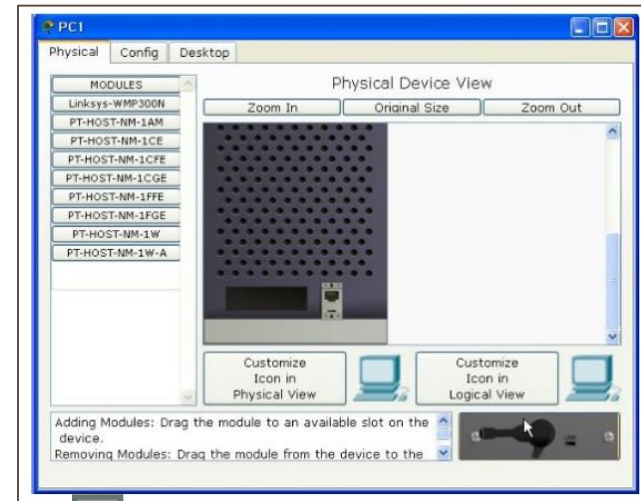 PC1
Physical Config Desktop
MODULES
Linksys-WMP300N
PT-HOST-NM-1AM
PT-HOST-NM-1CE
PT-HOST-NM-1CFE
PT-HOST-NM-1CGE
PT-HOST-NM-1FFE
PT-HOST-NM-1FGE
PT-HOST-NM-1W
PT-HOST-NM-1W-A
Physical Device View
Zoom In Original Size Zoom Out
Customize
Icon in
Physical View
Customize
Icon in
Logical View
Adding Modules: Drag the module to an available slot on the
device.
Removing Modules: Drag the module from the device to the